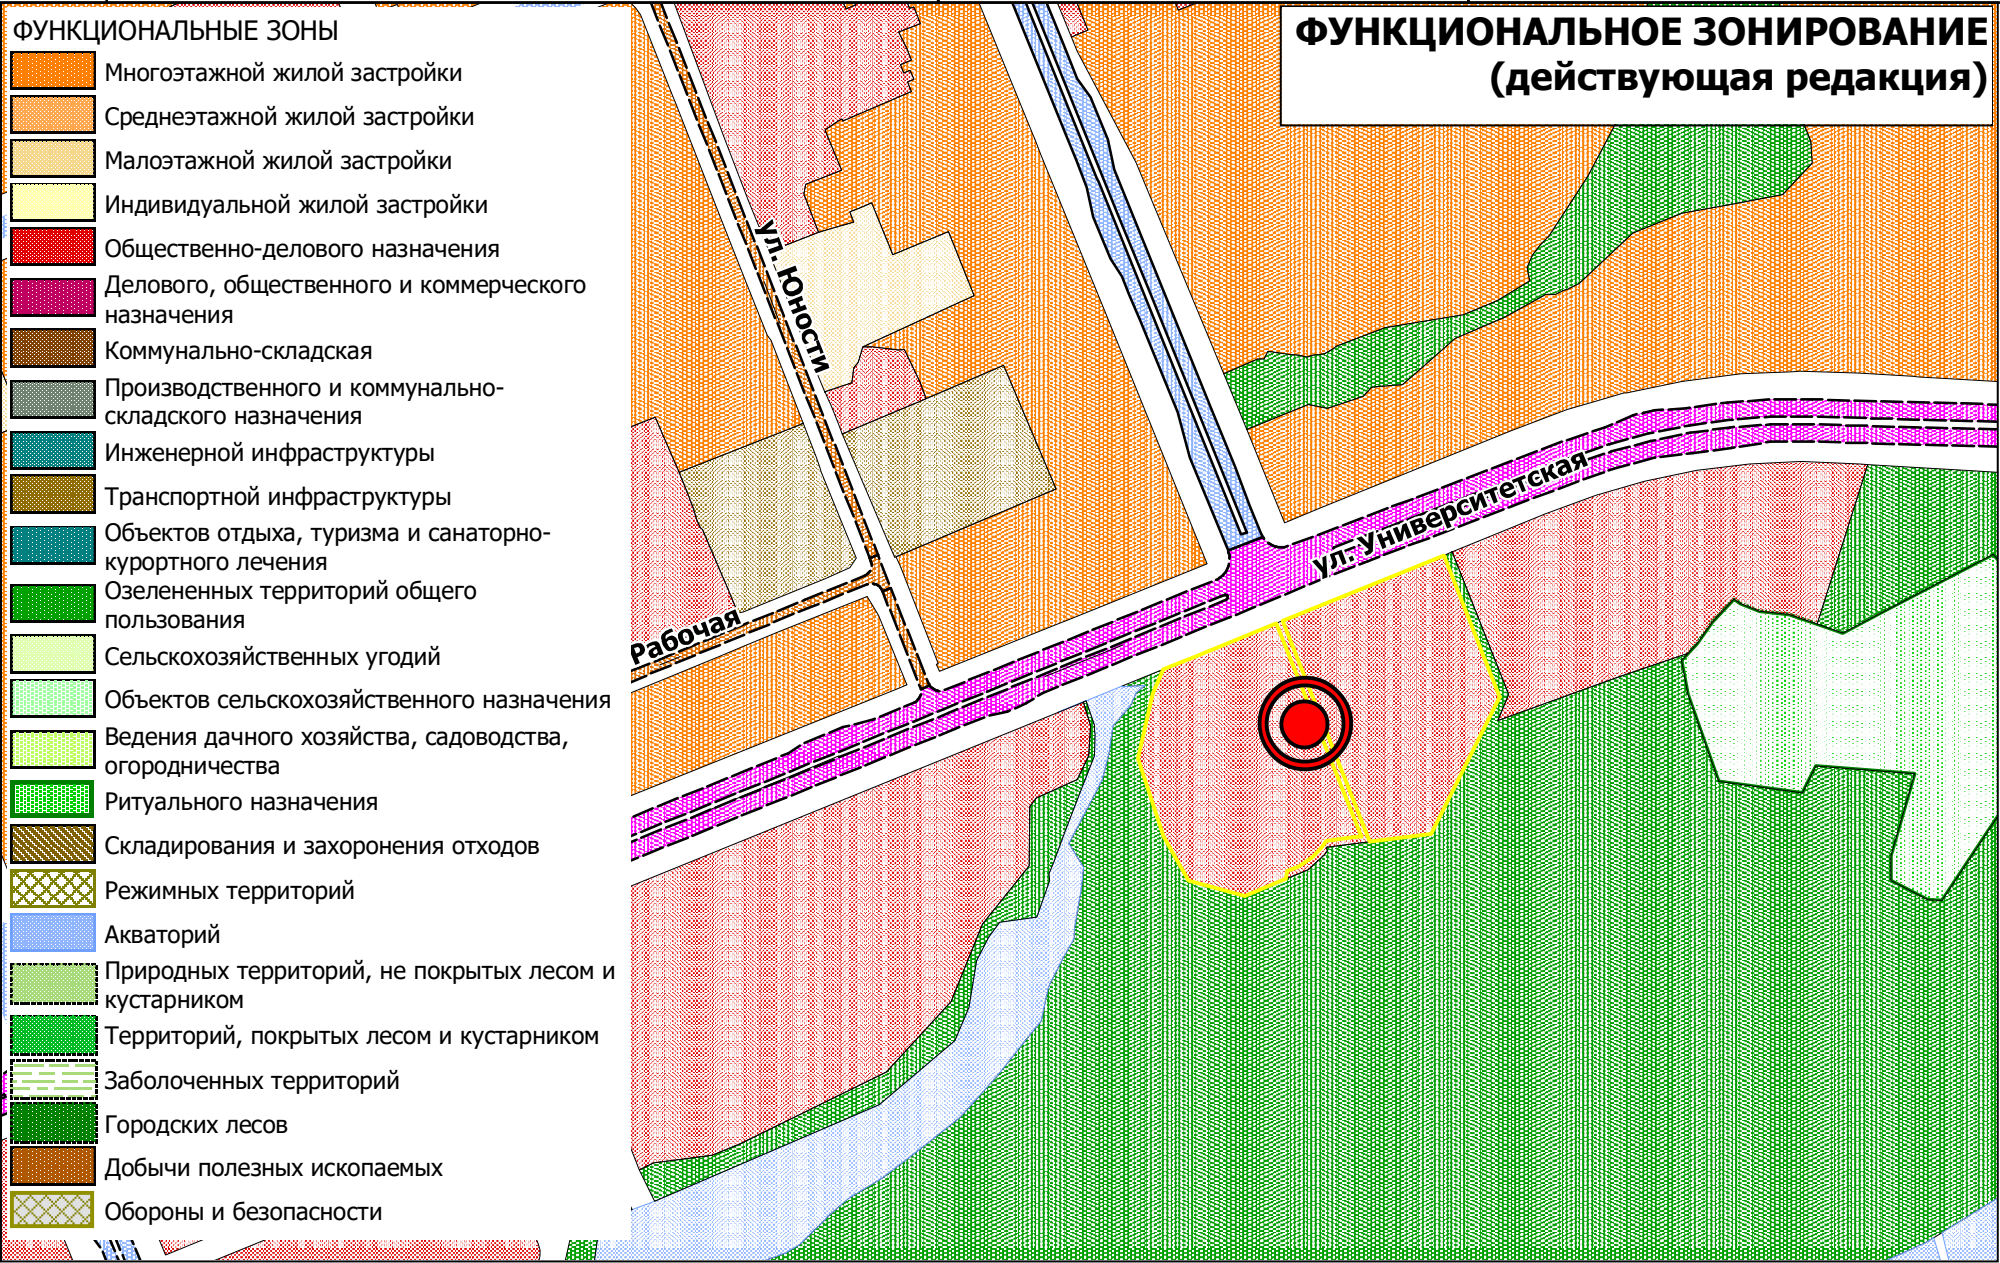 ФУНКЦИОНАЛЬНЫЕ ЗОНЫ
Многоэтажной жилой застройки
Среднеэтажной жилой застройки
Малоэтажной жилой застройки
Индивидуальной жилой застройки
Общественно-делового назначения
Делового, общественного и коммерческого
назначения
Коммунально-складская
Производственного и коммунально-
складского назначения
Инженерной инфраструктуры
Транспортной инфраструктуры
Объектов отдыха, туризма и санаторно-
курортного лечения
Озелененных территорий общего
пользования
Сельскохозяйственных угодий
Объектов сельскохозяйственного назначения
Ведения дачного хозяйства, садоводства,
огородничества
Ритуального назначения
Складирования и захоронения отходов
Режимных территорий
Акваторий
Природных территорий, не покрытых лесом и
кустарником
Территорий, покрытых лесом и кустарником
Заболоченных территорий
Городских лесов
Добычи полезных ископаемых
Обороны и безопасности
ФУНКЦИОНАЛЬНОЕ ЗОНИРОВАНИЕ
(действующая редакция)
ул. Юности
ул. Университетская
Рабочая